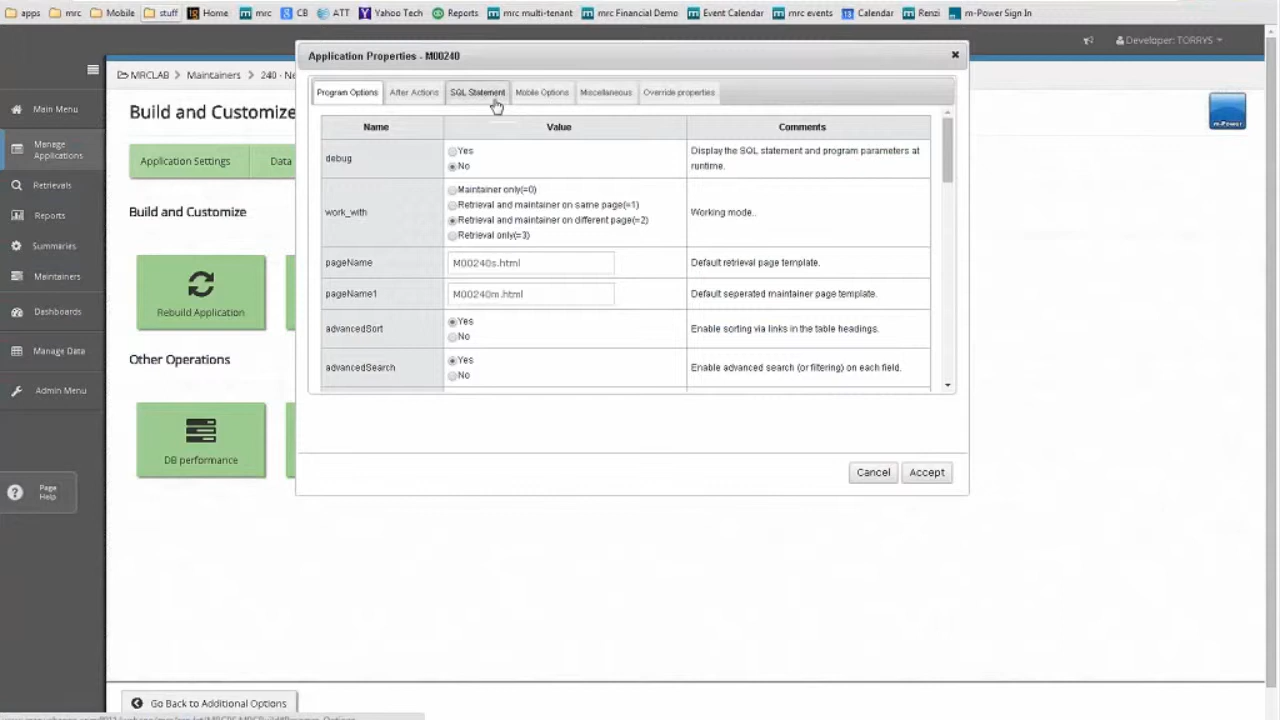 apps mrc Mobile stuff Home mrc CB ATT Yahoo Tech Reports mrc multi-tenant mrc Financial Demo Event Calendar mrc events Calendar Renzi m-Power Sign In
Developer: TORRYS
Application Properties - M00240
MRCLAB > Maintainers > 240 - Ne
Program Options After Actions SQL Statement Mobile Options Miscellaneous Override properties
Main Menu
Manage Applications
Retrievals
Reports
Summaries
Maintainers
Dashboards
Manage Data
Admin Menu
Page Help
Build and Customize
Application Settings Data
Build and Customize
Rebuild Application
Other Operations
DB performance
Name Value Comments
debug
Yes
No
Display the SQL statement and program parameters at
runtime.
work_with
Maintainer only(=0)
Retrieval and maintainer on same page(=1)
Retrieval and maintainer on different page(=2)
Retrieval only(=3)
Working mode..
pageName M00240s.html Default retrieval page template.
pageName1 M00240m.html Default seperated maintainer page template.
advancedSort
Yes
No
Enable sorting via links in the table headings.
advancedSearch
Yes
No
Enable advanced search (or filtering) on each field.
Cancel Accept
m-Power
Go Back to Additional Options